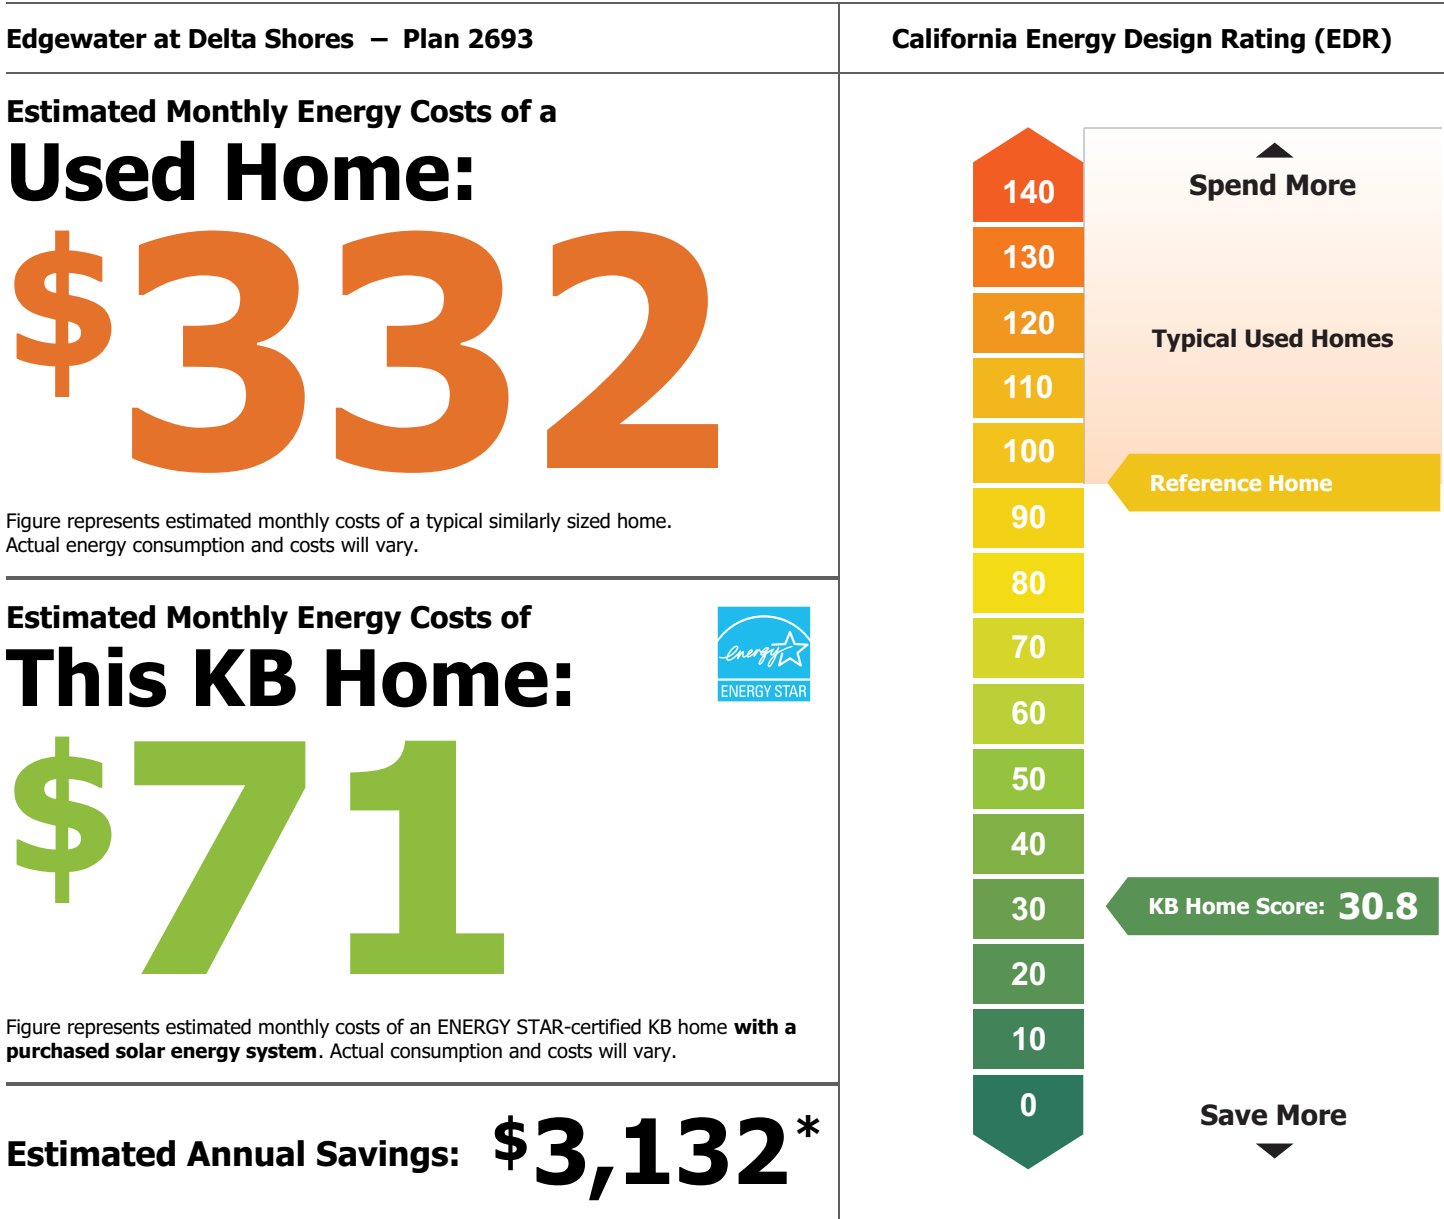 Edgewater at Delta Shores – Plan 2693
Estimated Monthly Energy Costs of a
Used Home:
$332
Figure represents estimated monthly costs of a typical similarly sized home.
Actual energy consumption and costs will vary.
Estimated Monthly Energy Costs of
This KB Home:
energy
ENERGY STAR
$71
Figure represents estimated monthly costs of an ENERGY STAR-certified KB home with a
purchased solar energy system. Actual consumption and costs will vary.
Estimated Annual Savings: $3,132*
California Energy Design Rating (EDR)
140
Spend More
130
120
Typical Used Homes
110
100
Reference Home
90
80
70
60
50
40
30
KB Home Score: 30.8
20
10
0
Save More